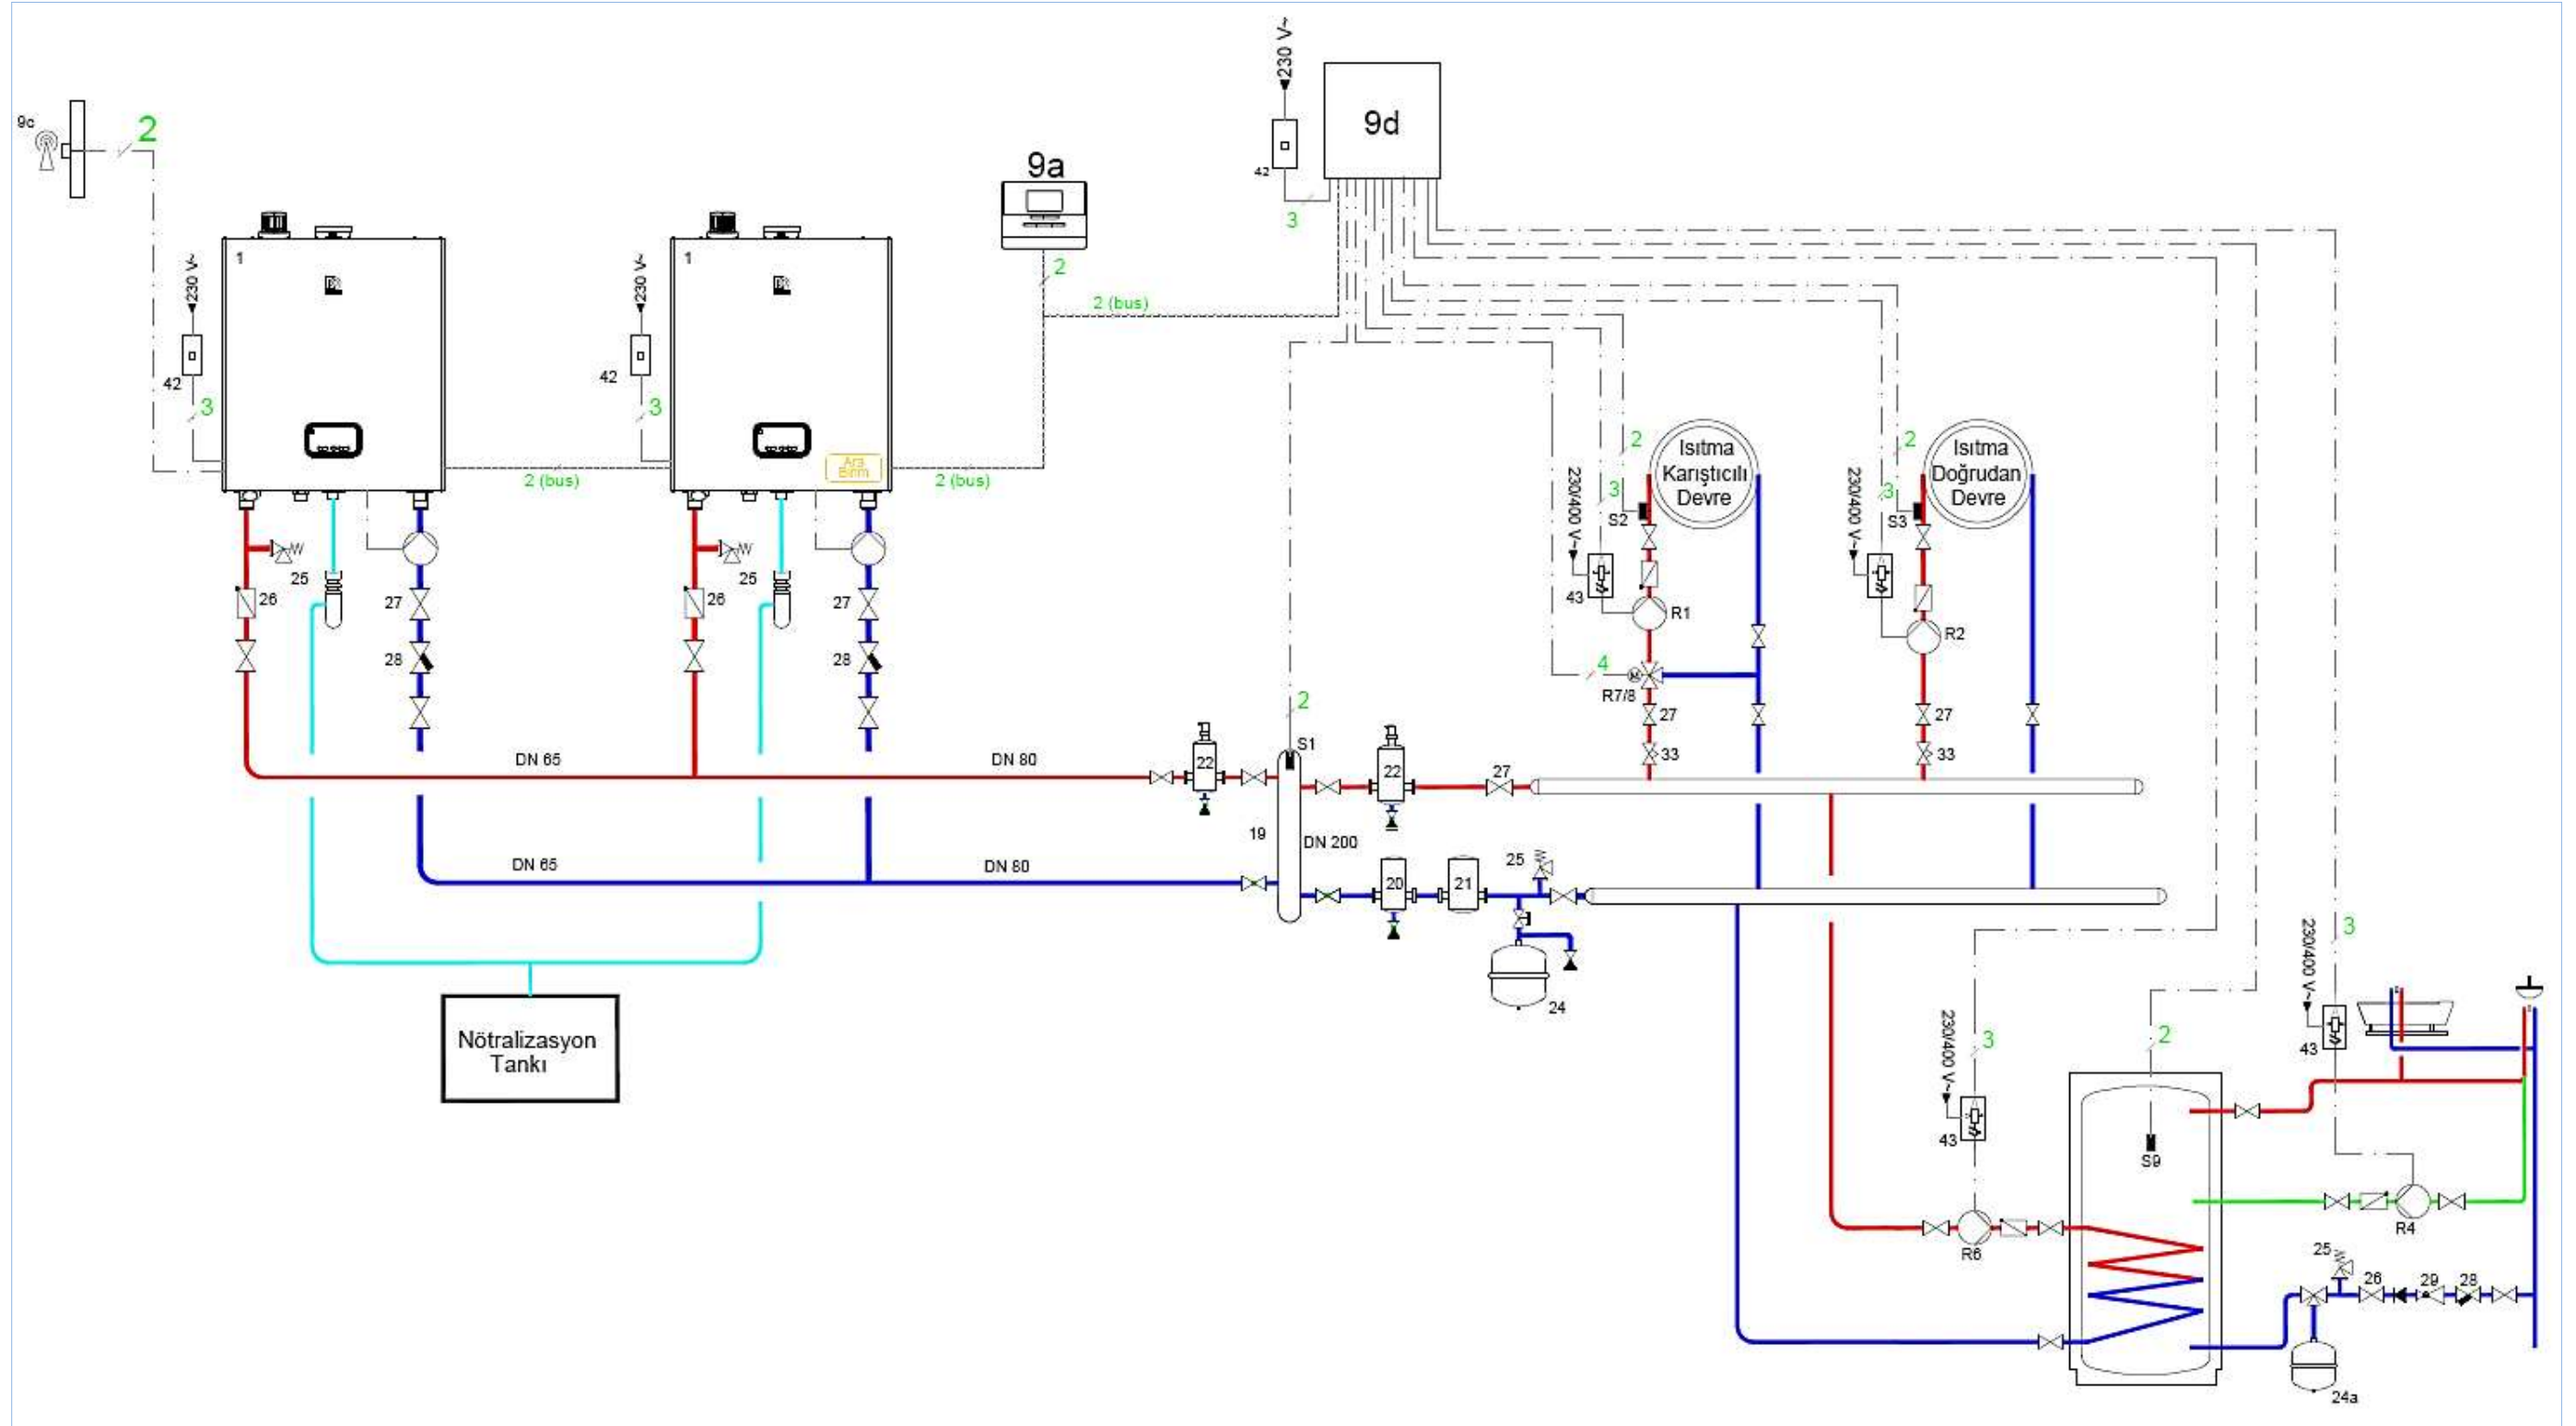 230 V~
9c
2
9d
42
3
9a
2
2 (bus)
1
1
230 V~
230 V~
42
3
42
3
Ara
Birim
2 (bus)
2 (bus)
2
Isıtma
Karıştıcılı
Devre
2
Isıtma
Doğrudan
Devre
230/400 V~
3
S2
230/400 V~
3
S3
25
26
27
28
25
26
27
28
43
R1
R2
4
R7/8
27
33
27
33
2
S1
DN 65
DN 80
22
22
27
19
DN 200
DN 65
DN 80
20
21
25
24
Nötralizasyon
Tankı
230/400 V~
3
43
230/400 V~
3
43
2
S9
R6
R4
25
26
29
28
24a